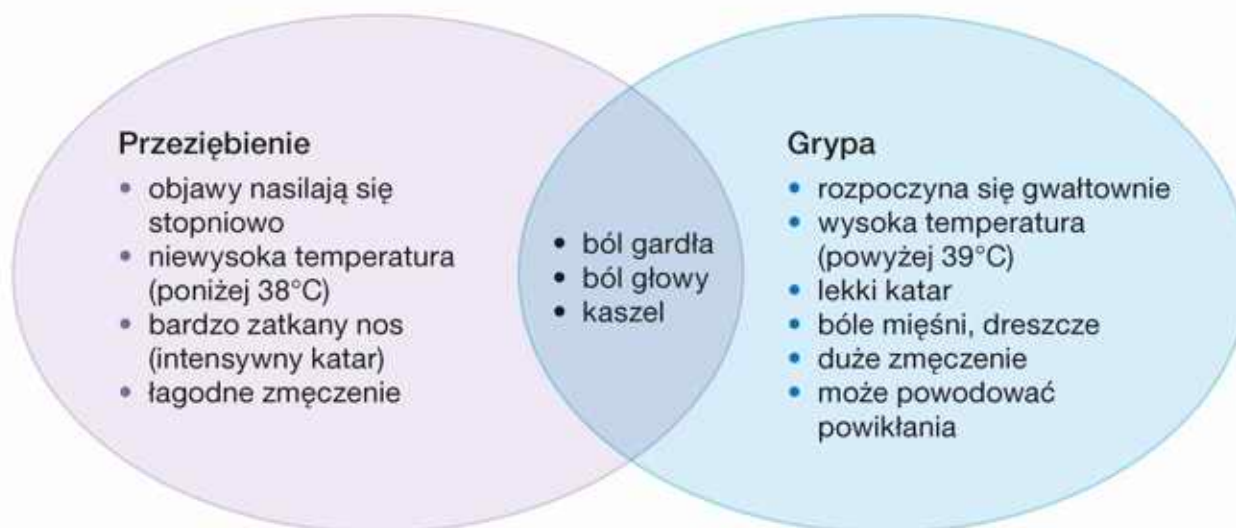 Przeziębienie
• objawy nasilają się
stopniowo
• niewysoka temperatura
(poniżej 38°C)
• bardzo zatkany nos
(intensywny katar)
• łagodne zmęczenie
• ból gardła
• ból głowy
• kaszel
Grypa
• rozpoczyna się gwałtownie
• wysoka temperatura
(powyżej 39°C)
• lekki katar
• bóle mięśni, dreszcze
• duże zmęczenie
• może powodować
powikłania